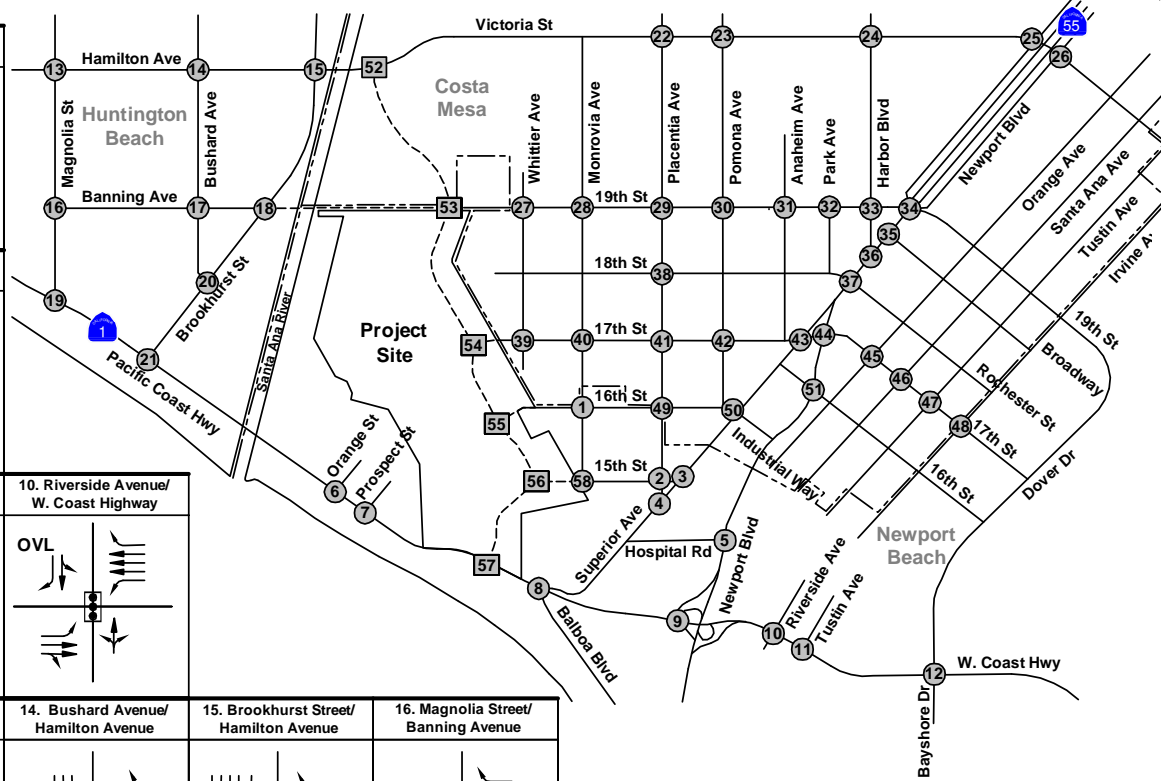 Victoria St
22
23
24
25
55
26
13
Hamilton Ave
14
15
52
Costa
Mesa
Huntington
Beach
Magnolia St
Bushard Ave
Whittier Ave
Monrovia Ave
Placentia Ave
Pomona Ave
Anaheim Ave
Park Ave
Harbor Blvd
Newport Blvd
Orange Ave
Santa Ana Ave
Tustin Ave
16
Banning Ave
17
18
53
27
28
19th St
29
30
31
32
33
34
35
36
20
Brookhurst St
18th St
38
37
19
1
21
Pacific Coast Hwy
Santa Ana River
Project
Site
54
39
17th St
40
41
42
43
44
45
46
47
48
19th St
Broadway
Rochester St
17th St
16th St
Dover Dr
55
1
16th St
49
50
51
Industrial Way
Orange St
Prospect St
6
7
56
58
15th St
2
3
4
Superior Ave
Hospital Rd
5
Newport Blvd
Newport
Beach
57
8
Balboa Blvd
9
10
Riverside Ave
11
Tustin Ave
12
W. Coast Hwy
Bayshore Dr
10. Riverside Avenue/
W. Coast Highway
OVL
14. Bushard Avenue/
Hamilton Avenue
15. Brookhurst Street/
Hamilton Avenue
16. Magnolia Street/
Banning Avenue